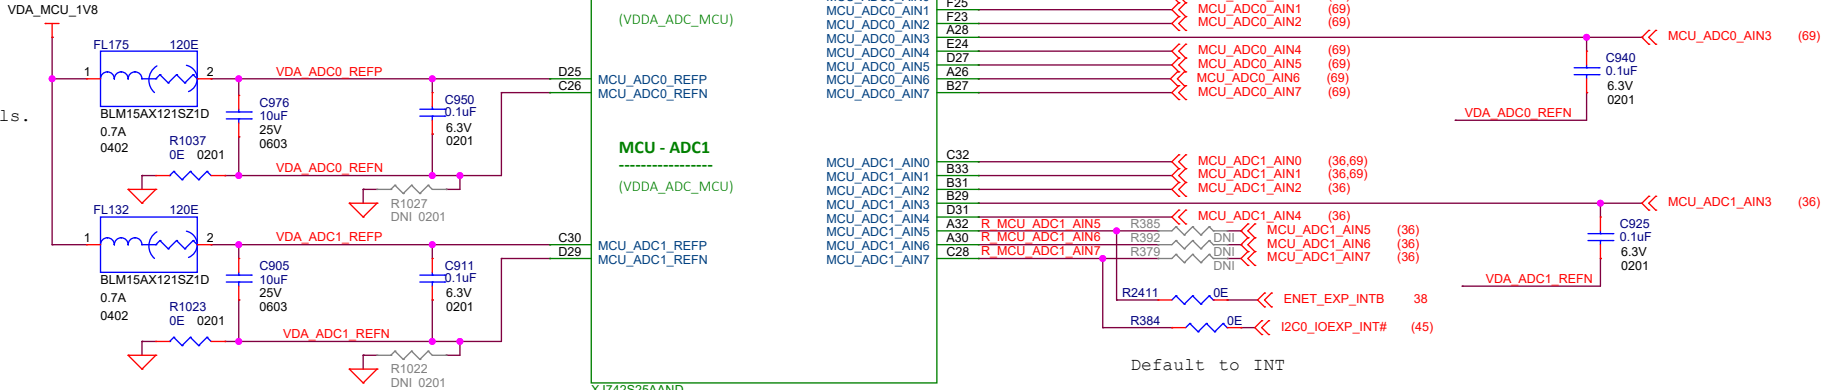 VDA_MCU_1V8
FL175 120E
1 2
VDA_ADC0_REFP
BLM15AX121SZ1D
0.7A
0402
ls.
C976
10uF
25V
0603
C950
0.1uF
6.3V
0201
R1037
0E 0201
VDA_ADC0_REFN
R1027
DNI 0201
FL132 120E
1 2
VDA_ADC1_REFP
BLM15AX121SZ1D
0.7A
0402
C905
10uF
25V
0603
C911
0.1uF
6.3V
0201
R1023
0E 0201
VDA_ADC1_REFN
R1022
DNI 0201
D25 MCU_ADC0_REFP
C26 MCU_ADC0_REFN
C30 MCU_ADC1_REFP
D29 MCU_ADC1_REFN
(VDDA_ADC_MCU)
MCU - ADC1
----------------
(VDDA_ADC_MCU)
MCU_ADC0_AIN1 F25 MCU_ADC0_AIN1 (69)
MCU_ADC0_AIN2 F23 MCU_ADC0_AIN2 (69)
MCU_ADC0_AIN3 A28 MCU_ADC0_AIN3 (69)
MCU_ADC0_AIN4 E24 MCU_ADC0_AIN4 (69)
MCU_ADC0_AIN5 D27 MCU_ADC0_AIN5 (69)
MCU_ADC0_AIN6 A26 MCU_ADC0_AIN6 (69)
MCU_ADC0_AIN7 B27 MCU_ADC0_AIN7 (69)
C940
0.1uF
6.3V
0201
VDA_ADC0_REFN
MCU_ADC1_AIN0 C32 MCU_ADC1_AIN0 (36,69)
MCU_ADC1_AIN1 B33 MCU_ADC1_AIN1 (36,69)
MCU_ADC1_AIN2 B31 MCU_ADC1_AIN2 (36)
MCU_ADC1_AIN3 B29 MCU_ADC1_AIN3 (36)
MCU_ADC1_AIN4 D31 MCU_ADC1_AIN4 (36)
MCU_ADC1_AIN5 A32 R_MCU_ADC1_AIN5 R385 DNI MCU_ADC1_AIN5 (36)
MCU_ADC1_AIN6 A30 R_MCU_ADC1_AIN6 R392 DNI MCU_ADC1_AIN6 (36)
MCU_ADC1_AIN7 C28 R_MCU_ADC1_AIN7 R379 DNI MCU_ADC1_AIN7 (36)
C925
0.1uF
6.3V
0201
VDA_ADC1_REFN
R2411 0E ENET_EXP_INTB 38
R384 0E I2C0_IOEXP_INT# (45)
Default to INT